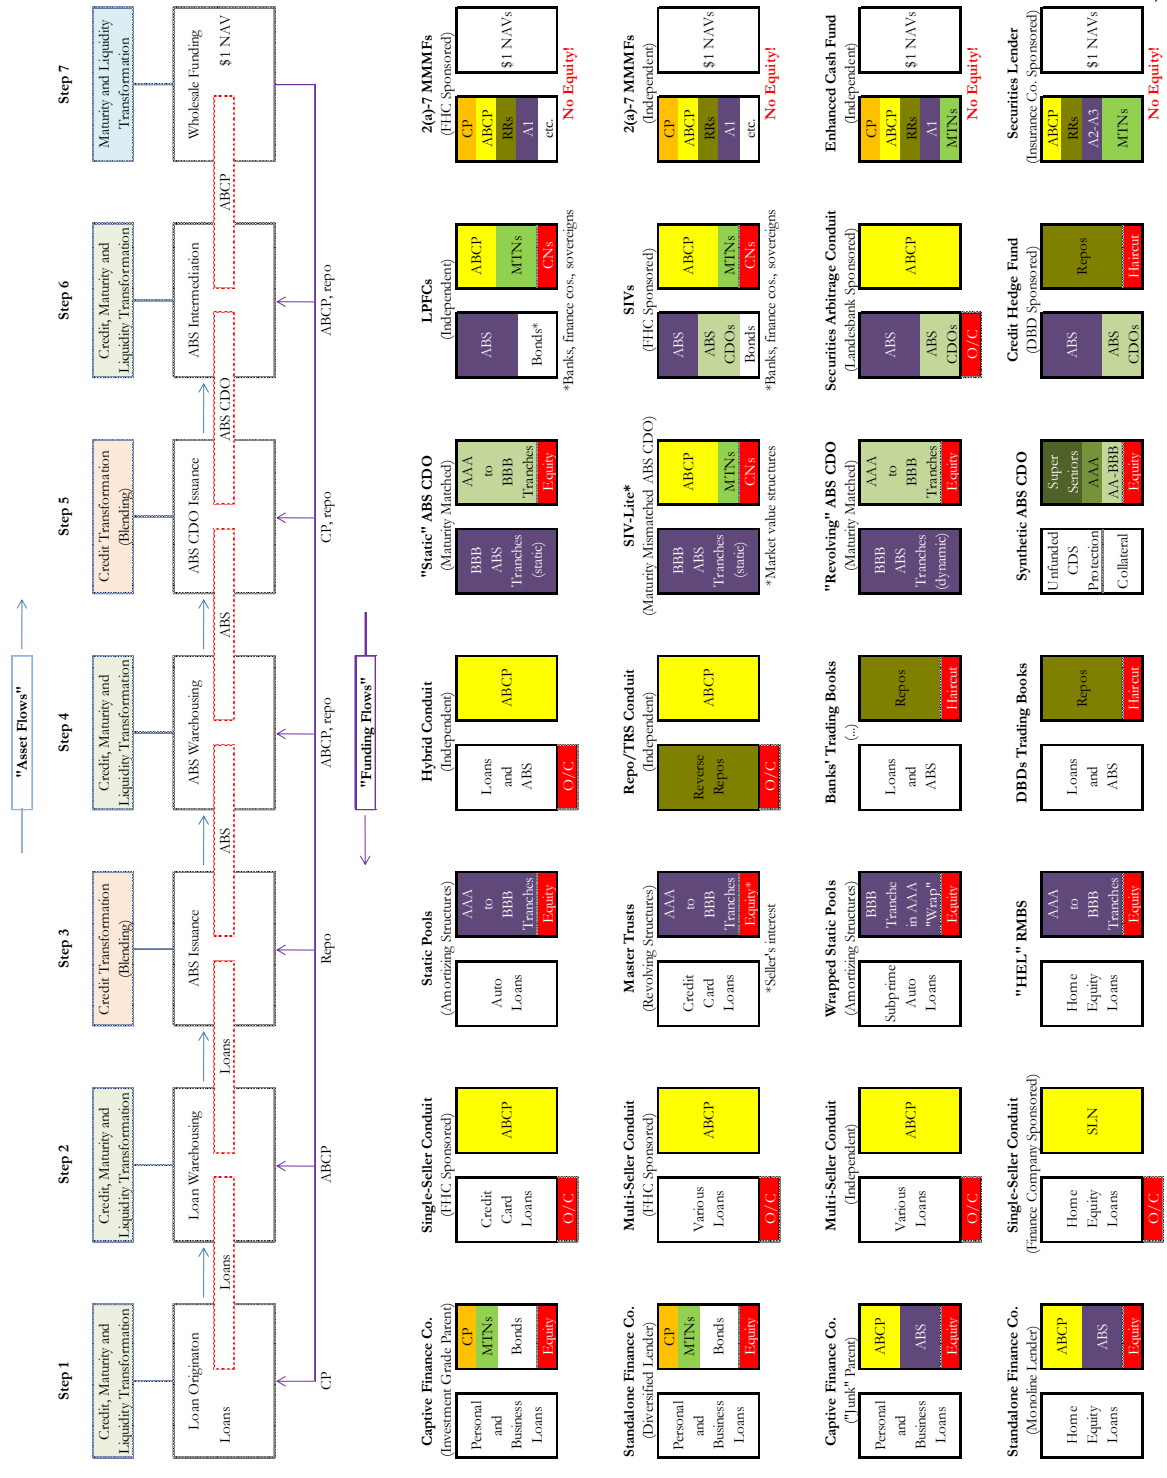 "Asset Flows"
Step 1
Step 2
Step 3
Step 4
Step 5
Step 6
Step 7
Credit, Maturity and
Liquidity Transformation
Credit, Maturity and
Liquidity Transformation
Credit Transformation
(Blending)
Credit, Maturity and
Liquidity Transformation
Credit Transformation
(Blending)
Credit, Maturity and
Liquidity Transformation
Maturity and Liquidity
Transformation
Loan Originaton
Loan Warehousing
ABS Issuance
ABS Warehousing
ABS CDO Issuance
ABS Intermediation
Wholesale Funding
Loans
Loans
Loans
ABS
ABS
ABS CDO
ABCP
$1 NAV
CP
ABCP
Repo
ABCP, repo
CP, repo
ABCP, repo
"Funding Flows"
Captive Finance Co.
(Investment Grade Parent)
Personal
and
Business
Loans
CP
MTNs
Bonds
Equity
Single-Seller Conduit
(FHC Sponsored)
Credit
Card
Loans
O/C
ABCP
Static Pools
(Amortizing Structures)
Auto
Loans
AAA
to
BBB
Tranches
Equity
Hybrid Conduit
(Independent)
Loans
and
ABS
O/C
ABCP
"Static" ABS CDO
(Maturity Matched)
BBB
ABS
Tranches
(static)
AAA
to
BBB
Tranches
Equity
LPFCs
(Independent)
ABS
Bonds*
ABCP
MTNs
CNs
*Banks, finance cos., sovereigns
2(a)-7 MMMFs
(FHC Sponsored)
CP
ABCP
RRs
A1
etc.
$1 NAVs
No Equity!
Standalone Finance Co.
(Diversified Lender)
Personal
and
Business
Loans
CP
MTNs
Bonds
Equity
Multi-Seller Conduit
(FHC Sponsored)
Various
Loans
O/C
ABCP
Master Trusts
(Revolving Structures)
Credit
Card
Loans
AAA
to
BBB
Tranches
Equity*
*Seller's interest
Repo/TRS Conduit
(Independent)
Reverse
Repos
O/C
ABCP
SIV-Lite*
(Maturity Mismatched ABS CDO)
BBB
ABS
Tranches
(static)
ABCP
MTNs
CNs
*Market value structures
SIVs
(FHC Sponsored)
ABS
ABS
CDOs
Bonds
ABCP
MTNs
CNs
*Banks, finance cos., sovereigns
2(a)-7 MMMFs
(Independent)
CP
ABCP
RRs
A1
etc.
$1 NAVs
No Equity!
Captive Finance Co.
("Junk" Parent)
Personal
and
Business
Loans
ABCP
ABS
Equity
Multi-Seller Conduit
(Independent)
Various
Loans
O/C
ABCP
Wrapped Static Pools
(Amortizing Structures)
Subprime
Auto
Loans
BBB
Tranche
in AAA
"Wrap"
Equity
Banks' Trading Books
(...)
Loans
and
ABS
Repos
Haircut
"Revolving" ABS CDO
(Maturity Matched)
BBB
ABS
Tranches
(dynamic)
AAA
to
BBB
Tranches
Equity
Securities Arbitrage Conduit
(Landesbank Sponsored)
ABS
ABS
CDOs
O/C
ABCP
Enhanced Cash Fund
(Independent)
CP
ABCP
RRs
A1
MTNs
$1 NAVs
No Equity!
Standalone Finance Co.
(Monoline Lender)
Home
Equity
Loans
ABCP
ABS
Equity
Single-Seller Conduit
(Finance Company Sponsored)
Home
Equity
Loans
O/C
SLN
"HEL" RMBS
Home
Equity
Loans
AAA
to
BBB
Tranches
Equity
DBDs Trading Books
Loans
and
ABS
Repos
Haircut
Synthetic ABS CDO
Unfunded
CDS
Protection
Collateral
Super
Seniors
AAA
AA-BBB
Equity
Credit Hedge Fund
(DBD Sponsored)
ABS
ABS
CDOs
Repos
Haircut
Securities Lender
(Insurance Co. Sponsored)
ABCP
RRs
A2-A3
MTNs
$1 NAVs
No Equity!